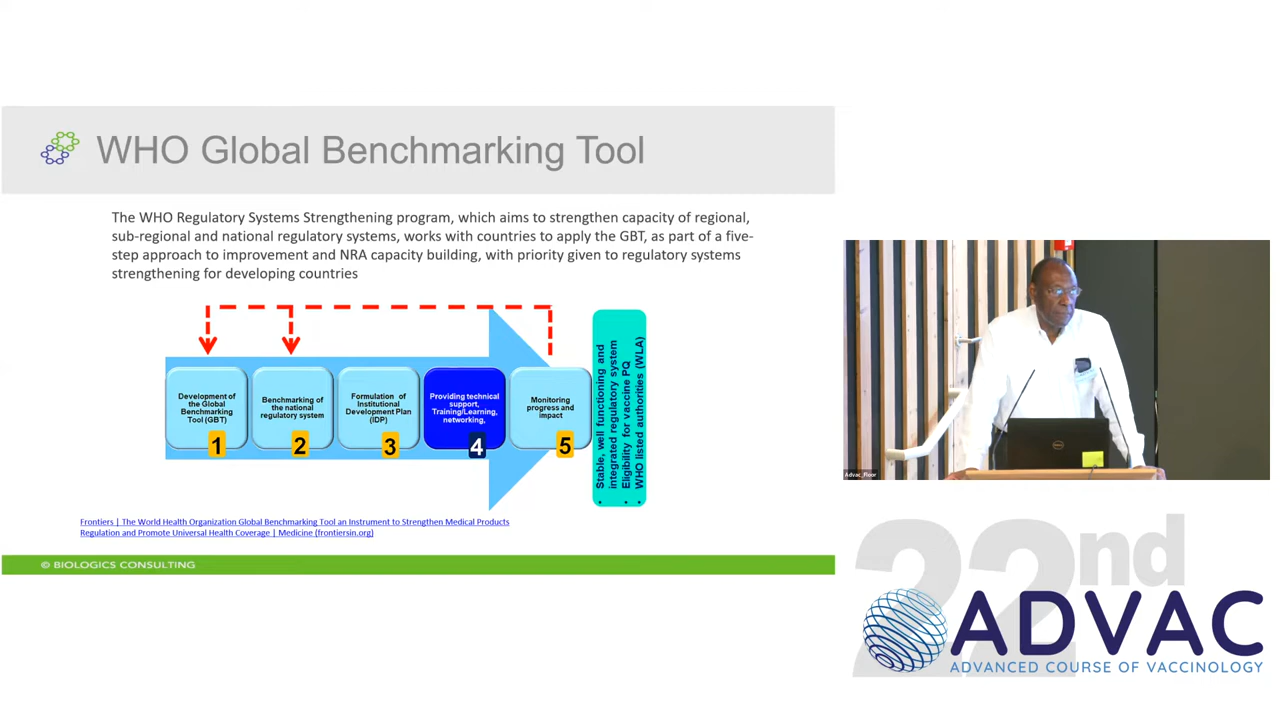 WHO Global Benchmarking Tool
The WHO Regulatory Systems Strengthening program, which aims to strengthen capacity of regional,
sub-regional and national regulatory systems, works with countries to apply the GBT, as part of a five-
step approach to improvement and NRA capacity building, with priority given to regulatory systems
strengthening for developing countries
Development of
the Global
Benchmarking
Tool (GBT)
1
Benchmarking of
the national
regulatory system
2
Formulation of
Institutional
Development Plan
(IDP)
3
Providing technical
support,
Training/Learning,
networking,
4
Monitoring
progress and
impact
5
Stable, well functioning and
integrated regulatory system
• Eligibility for vaccine PQ
• WHO listed authorities (WLA)
Frontiers | The World Health Organization Global Benchmarking Tool an Instrument to Strengthen Medical Products
Regulation and Promote Universal Health Coverage | Medicine (frontiersin.org)
© BIOLOGICS CONSULTING
DELL
Advac_Floor
22nd
ADVAC
ADVANCED COURSE OF VACCINOLOGY